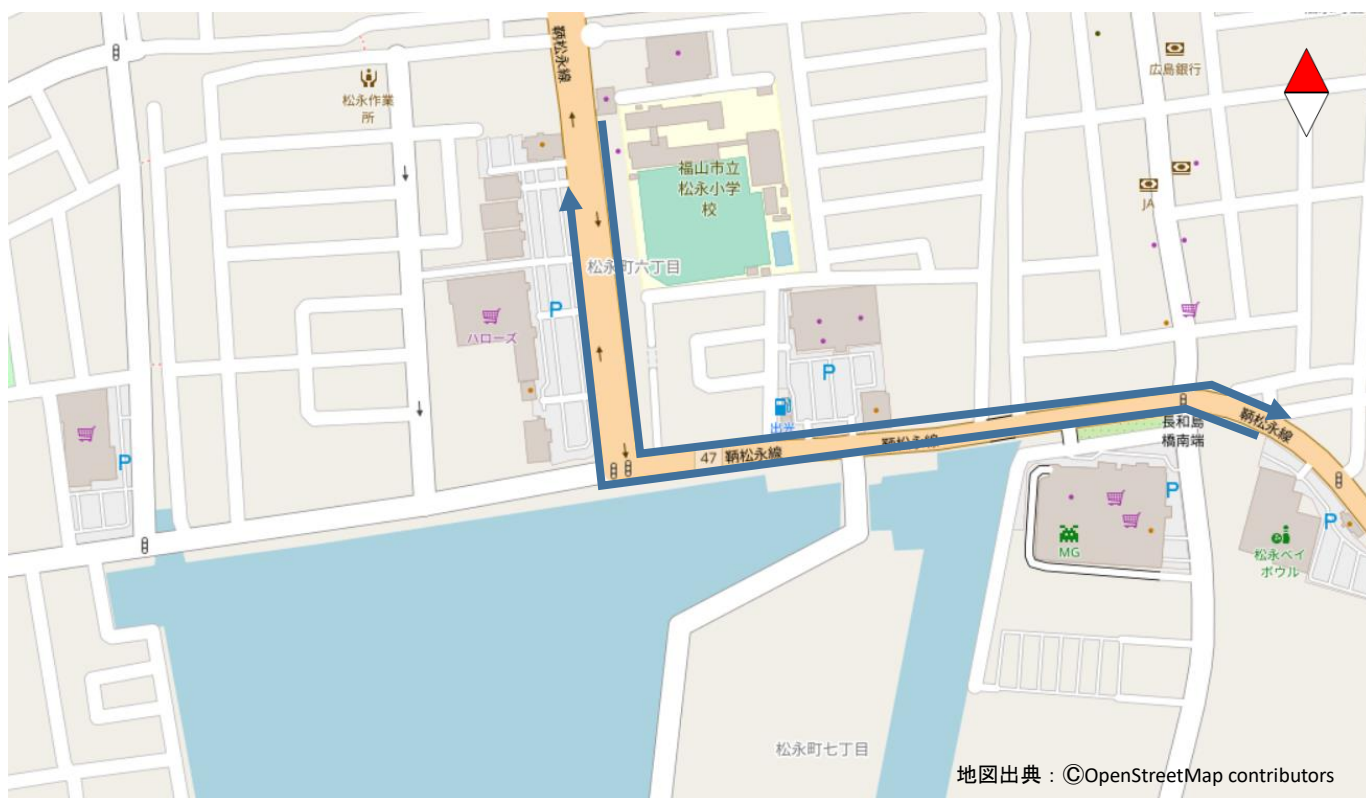 鞆松永線
広島銀行
松永作業
所
福山市立
松永小学
校
JA
松永町六丁目
P
ハローズ
P
出光
鞆松永線
長和島
橋南端
鞆松永線
47 鞆松永線
P
P
P
MG
松永ベイ
ボウル
松永町七丁目
地図出典：ⒸOpenStreetMap contributors